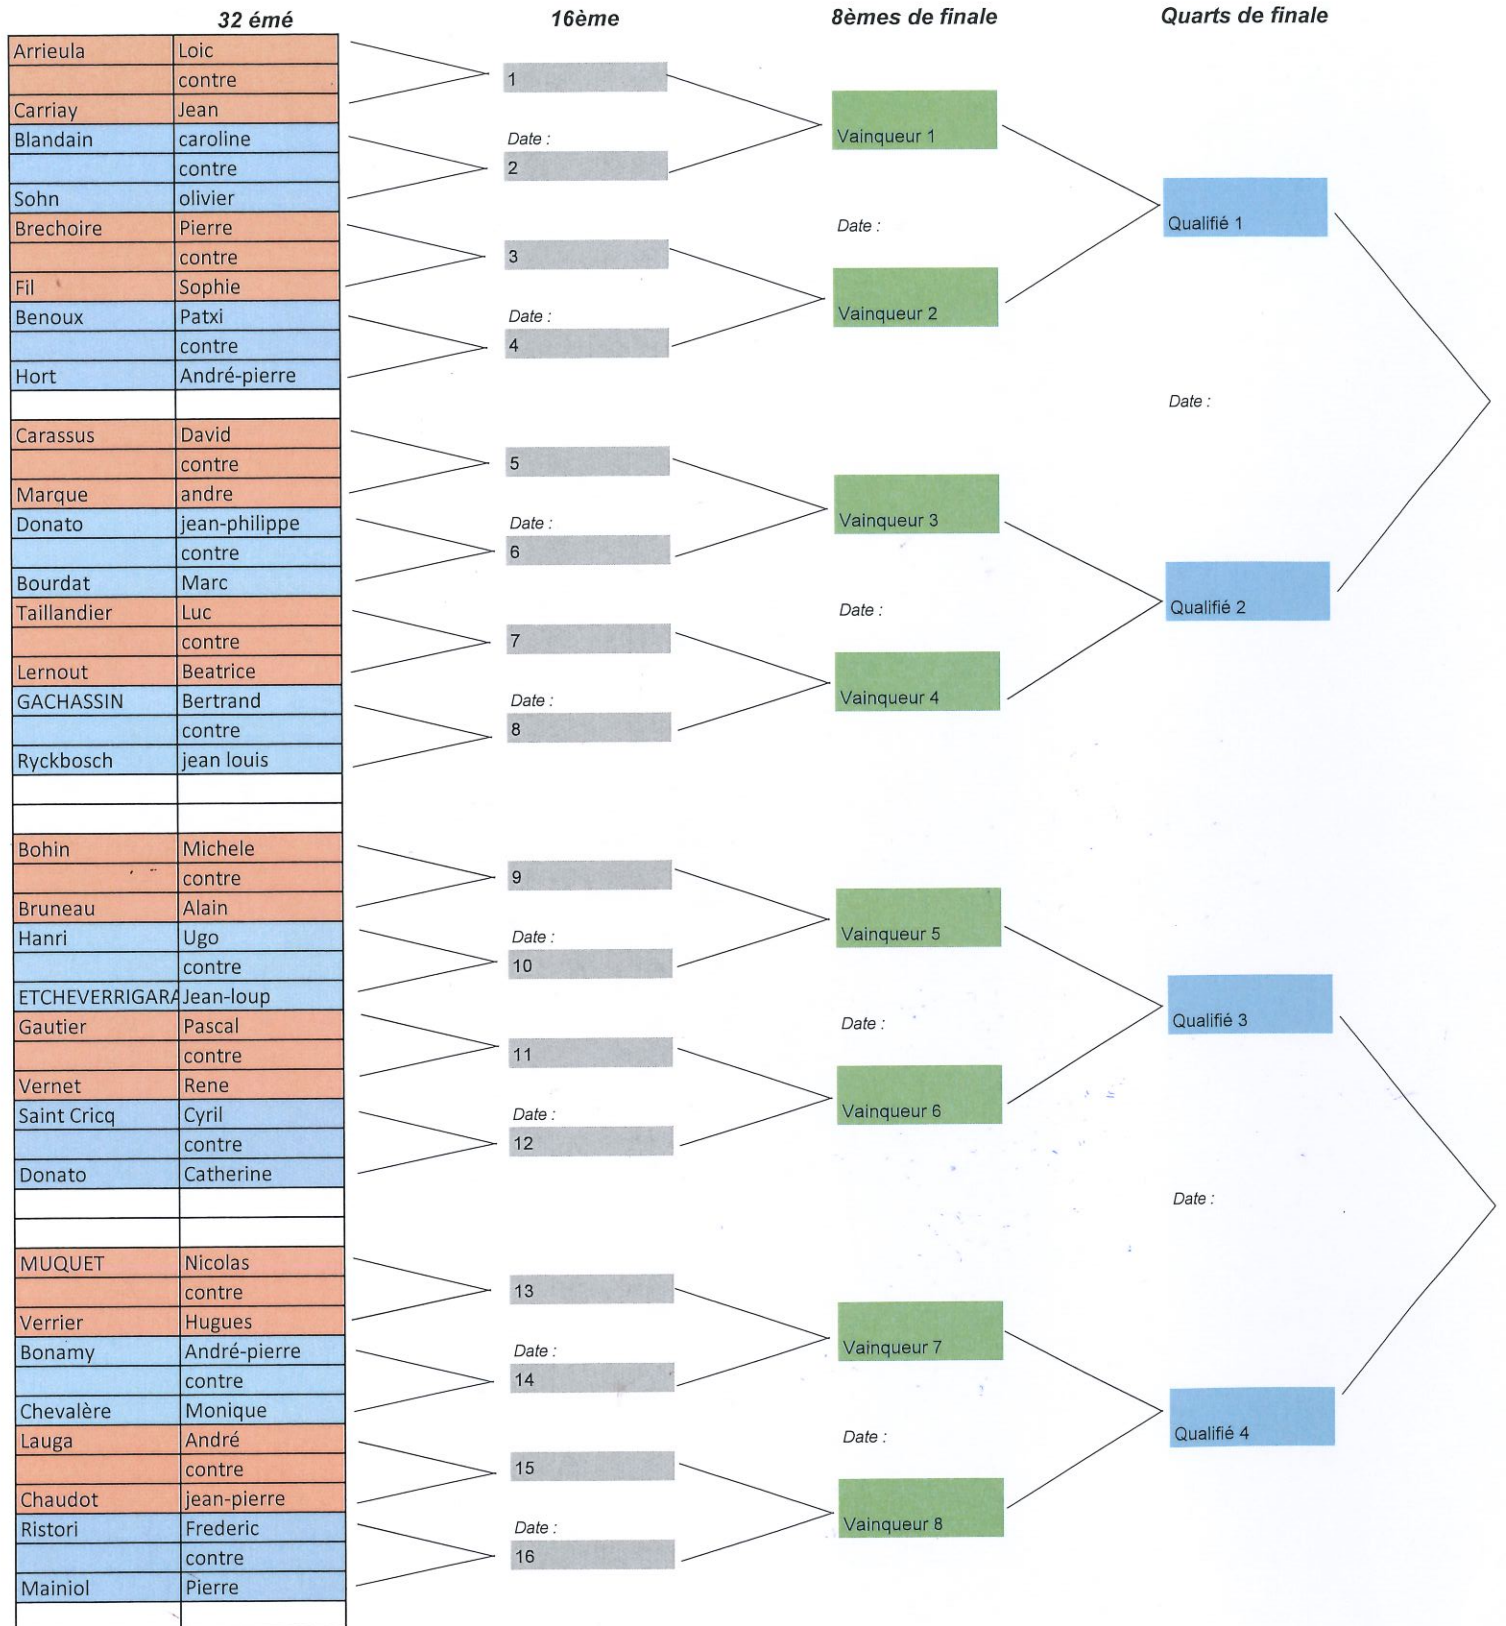 32 émé 16ème 8èmes de finale Quarts de finale
Arrieula Loic
contre
1
Carriay Jean
Blandain caroline
Date :
Vainqueur 1
contre
2
Sohn olivier
Brechoire Pierre
Date :
Qualifié 1
contre
3
Fil Sophie
Benoux Patxi
Date :
Vainqueur 2
contre
4
Hort André-pierre
Date :
Carassus David
contre
5
Marque andre
Donato jean-philippe
Date :
Vainqueur 3
contre
6
Bourdat Marc
Taillandier Luc
Date :
Qualifié 2
contre
7
Lernout Beatrice
GACHASSIN Bertrand
Date :
Vainqueur 4
contre
8
Ryckbosch jean louis
Bohin Michele
contre
9
Bruneau Alain
Hanri Ugo
Date :
Vainqueur 5
contre
10
ETCHEVERRIGARA Jean-loup
Gautier Pascal
Date :
Qualifié 3
contre
11
Vernet Rene
Saint Cricq Cyril
Date :
Vainqueur 6
contre
12
Donato Catherine
Date :
MUQUET Nicolas
contre
13
Verrier Hugues
Bonamy André-pierre
Date :
Vainqueur 7
contre
14
Chevalère Monique
Lauga André
Date :
Qualifié 4
contre
15
Chaudot jean-pierre
Ristori Frederic
Date :
Vainqueur 8
contre
16
Mainiol Pierre